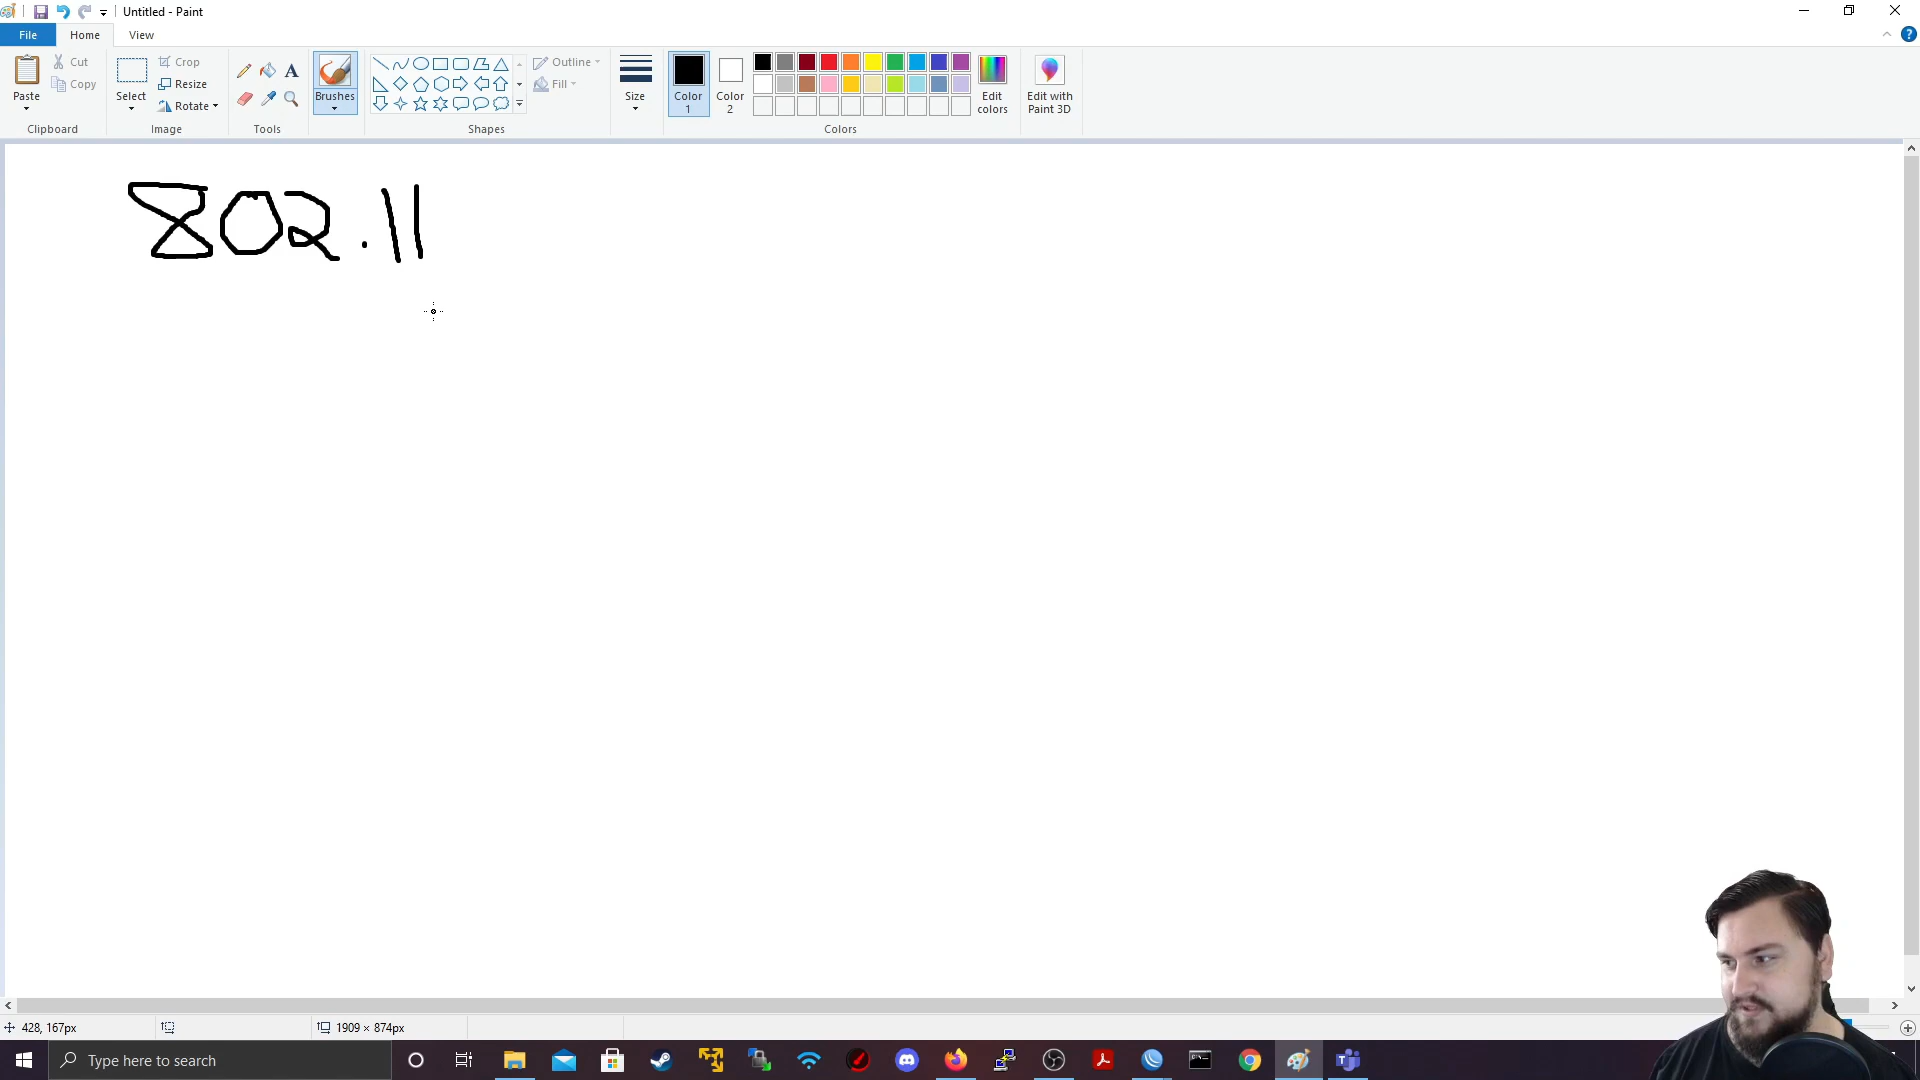 Untitled - Paint
File Home View
Paste Cut Copy Clipboard
Select Crop Resize Rotate Image
Tools
Brushes
Shapes Outline Fill
Size
Color 1 Color 2 Edit colors Colors
Edit with Paint 3D
802.11
428, 167px 1909 × 874px
Type here to search